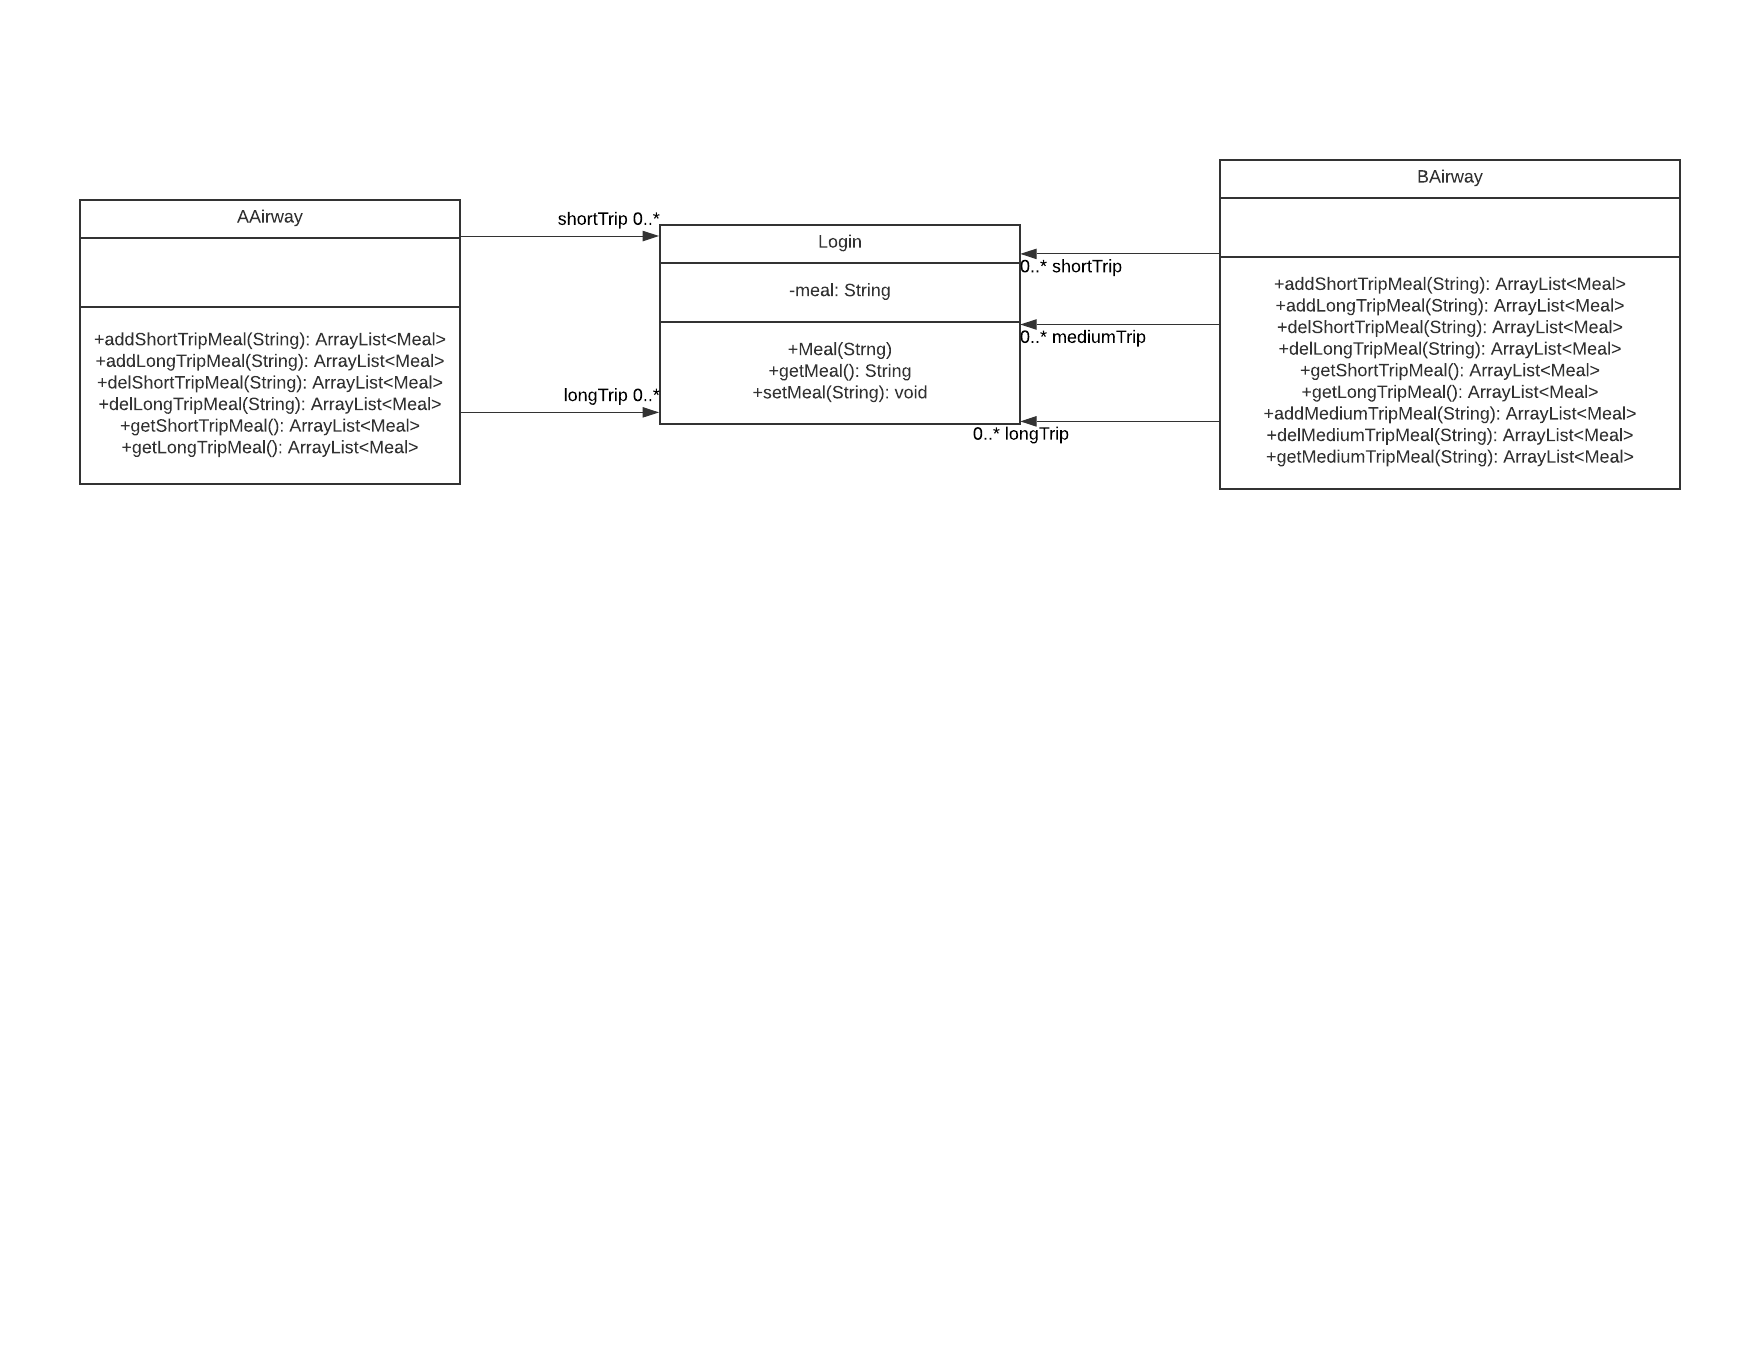 AAirway
+addShortTripMeal(String): ArrayList<Meal>
+addLongTripMeal(String): ArrayList<Meal>
+delShortTripMeal(String): ArrayList<Meal>
+delLongTripMeal(String): ArrayList<Meal>
+getShortTripMeal(): ArrayList<Meal>
+getLongTripMeal(): ArrayList<Meal>
shortTrip 0..*
longTrip 0..*
Login
-meal: String
+Meal(Strng)
+getMeal(): String
+setMeal(String): void
0..* shortTrip
0..* mediumTrip
0..* longTrip
BAirway
+addShortTripMeal(String): ArrayList<Meal>
+addLongTripMeal(String): ArrayList<Meal>
+delShortTripMeal(String): ArrayList<Meal>
+delLongTripMeal(String): ArrayList<Meal>
+getShortTripMeal(): ArrayList<Meal>
+getLongTripMeal(): ArrayList<Meal>
+addMediumTripMeal(String): ArrayList<Meal>
+delMediumTripMeal(String): ArrayList<Meal>
+getMediumTripMeal(String): ArrayList<Meal>